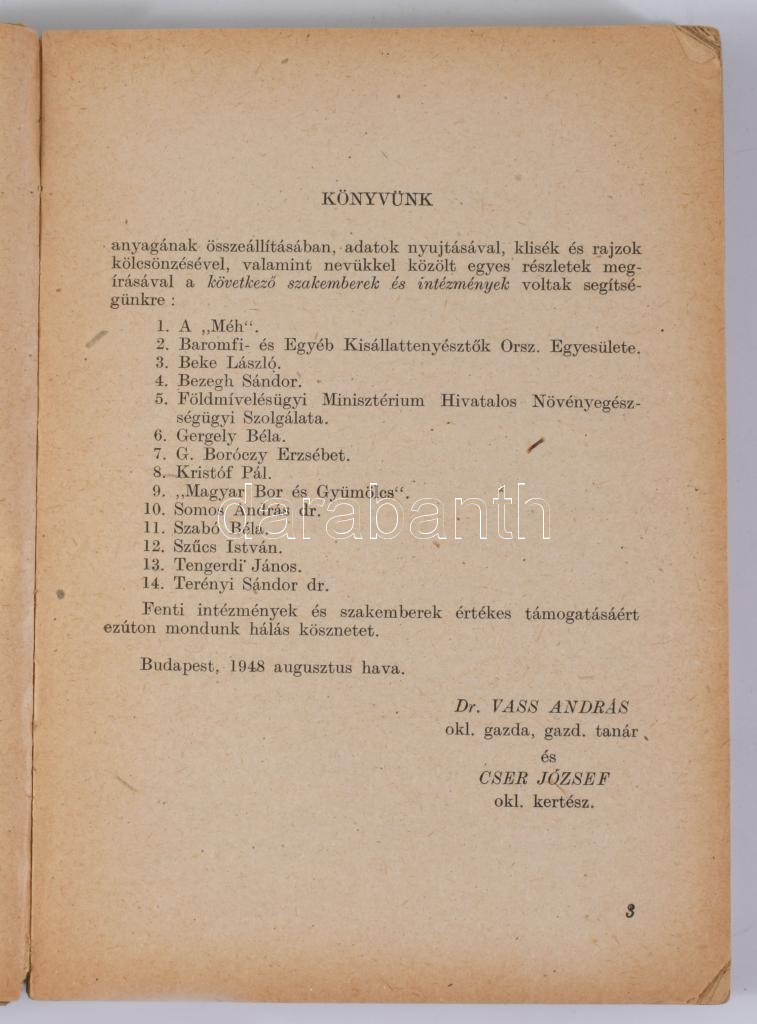 KÖNYVÜNK
anyagának összeállításában, adatok nyujtásával, klisék és rajzok
kölcsönzésével, valamint nevükkel közölt egyes részletek meg-
írásával a következő szakemberek és intézmények voltak segítsé-
günkre :
1. A „Méh“.
2. Baromfi- és Egyéb Kisállattenyésztők Orsz. Egyesülete.
3. Beke László.
4. Bezegh Sándor.
5. Földmívelésügyi Minisztérium Hivatalos Növényegész-
ségügyi Szolgálata.
6. Gergely Béla.
7. G. Boróczy Erzsébet.
8. Kristóf Pál.
9. „Magyar Bor és Gyümölcs“.
10. Somos András dr.
11. Szabó Béla.
12. Szűcs István.
13. Tengerdi János.
14. Terényi Sándor dr.
Fenti intézmények és szakemberek értékes támogatásáért
ezúton mondunk hálás kösznetet.
Budapest, 1948 augusztus hava.
Dr. VASS ANDRÁS
okl. gazda, gazd. tanár
és
CSER JÓZSEF
okl. kertész.
3
darabanth